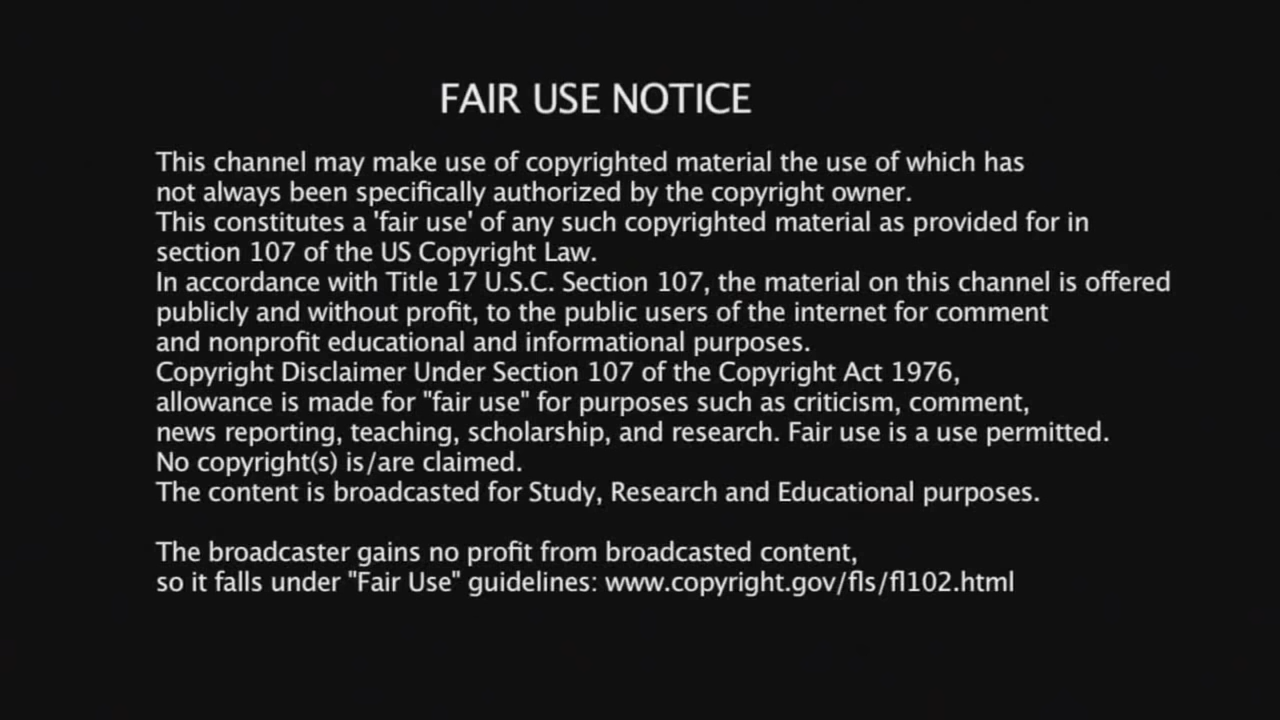 FAIR USE NOTICE
This channel may make use of copyrighted material the use of which has
not always been specifically authorized by the copyright owner.
This constitutes a 'fair use' of any such copyrighted material as provided for in
section 107 of the US Copyright Law.
In accordance with Title 17 U.S.C. Section 107, the material on this channel is offered
publicly and without profit, to the public users of the internet for comment
and nonprofit educational and informational purposes.
Copyright Disclaimer Under Section 107 of the Copyright Act 1976,
allowance is made for "fair use" for purposes such as criticism, comment,
news reporting, teaching, scholarship, and research. Fair use is a use permitted.
No copyright(s) is/are claimed.
The content is broadcasted for Study, Research and Educational purposes.
The broadcaster gains no profit from broadcasted content,
so it falls under "Fair Use" guidelines: www.copyright.gov/fls/fl102.html